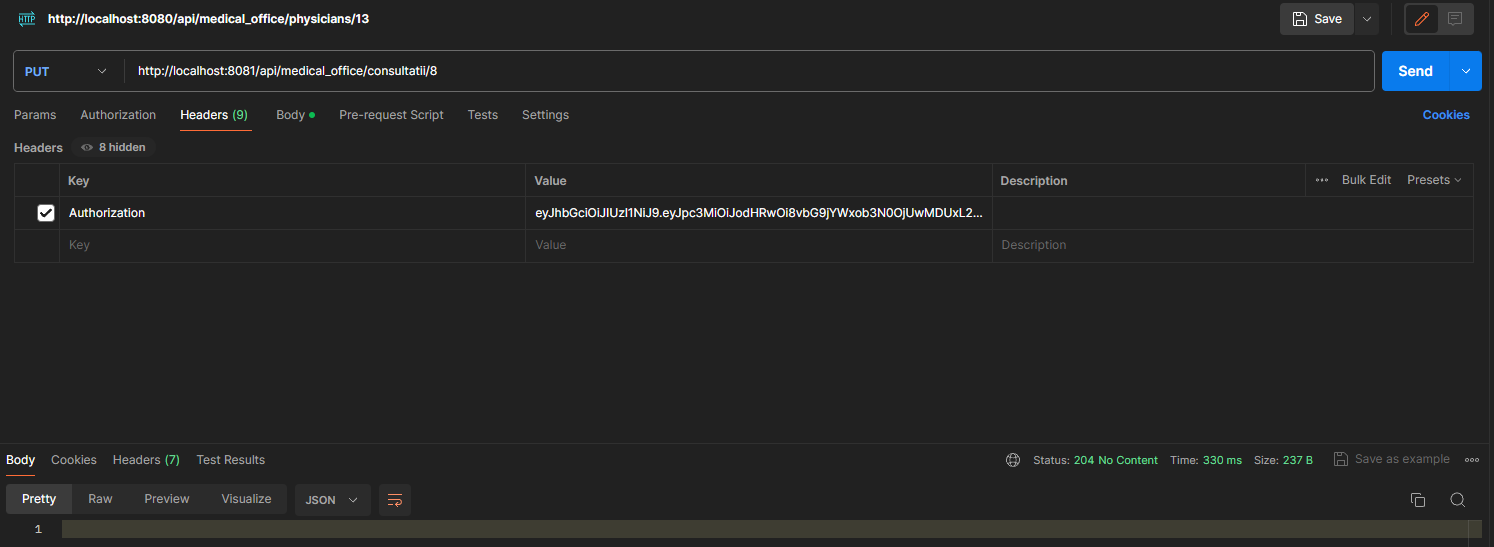 HTTP http://localhost:8080/api/medical_office/physicians/13 Save
PUT http://localhost:8081/api/medical_office/consultatii/8 Send
Params Authorization Headers (9) Body Pre-request Script Tests Settings Cookies
Headers 8 hidden
Key Value Description Bulk Edit Presets
Authorization eyJhbGciOiJIUzI1NiJ9.eyJpc3MiOiJodHRwOi8vbG9jYWxob3N0OjUwMDUxL2...
Key Value Description
Body Cookies Headers (7) Test Results Status: 204 No Content Time: 330 ms Size: 237 B Save as example
Pretty Raw Preview Visualize JSON
1